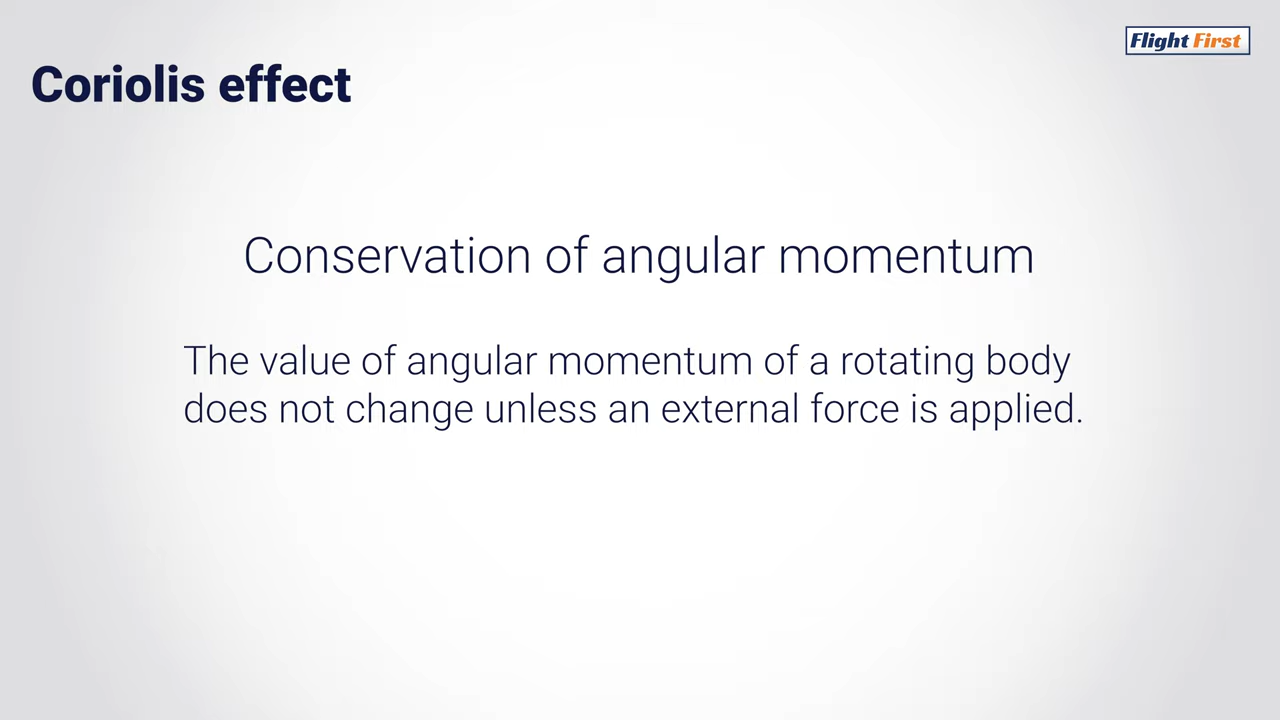 Flight First
Coriolis effect
Conservation of angular momentum
The value of angular momentum of a rotating body
does not change unless an external force is applied.